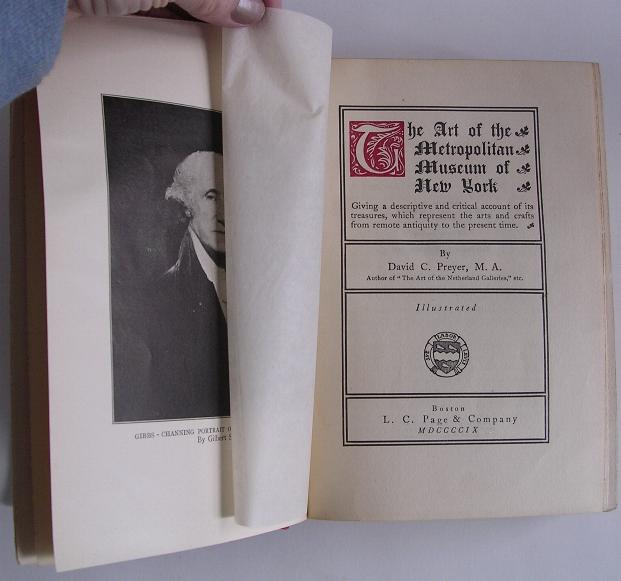 GIBBS - CHANNING PORTRAIT O
By Gilbert S
The Art of the
Metropolitan
Museum of
New York
Giving a descriptive and critical account of its
treasures, which represent the arts and crafts
from remote antiquity to the present time.
By
David C. Preyer, M. A.
Author of "The Art of the Netherland Galleries," etc.
Illustrated
Boston
L. C. Page & Company
MDCCCCIX